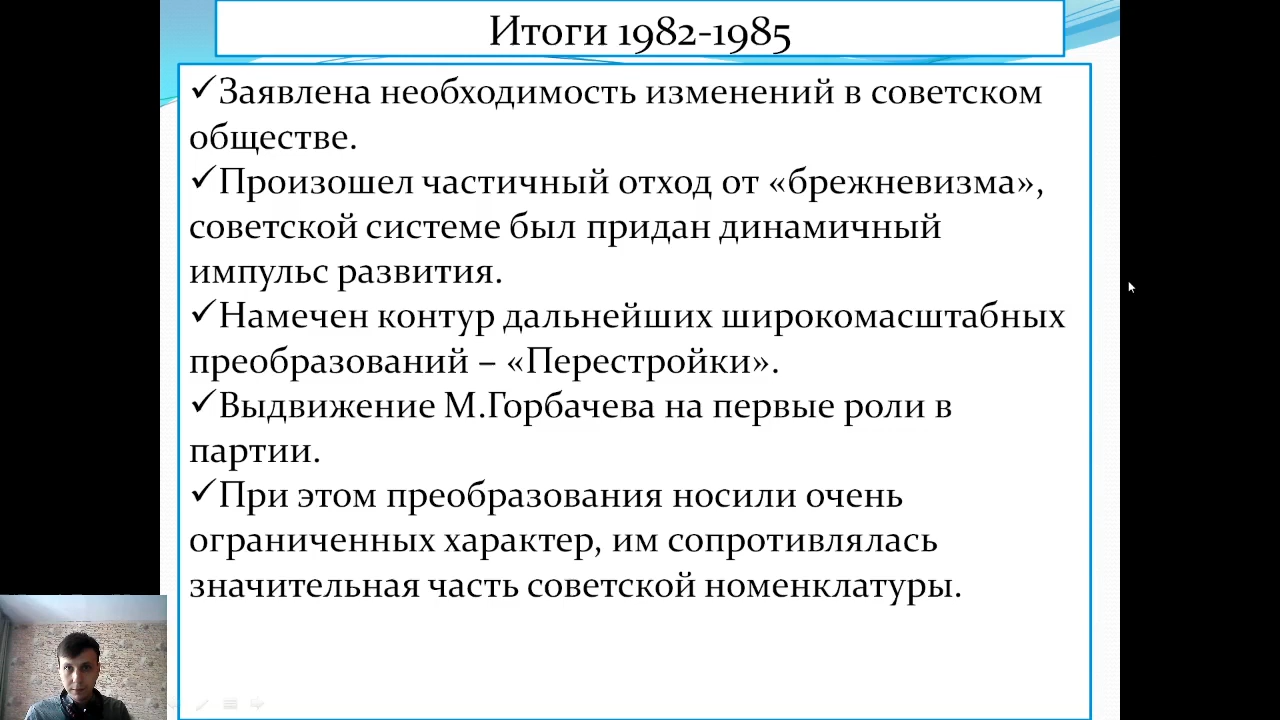 Итоги 1982-1985
✓Заявлена необходимость изменений в советском
обществе.
✓Произошел частичный отход от «брежневизма»,
советской системе был придан динамичный
импульс развития.
✓Намечен контур дальнейших широкомасштабных
преобразований – «Перестройки».
✓Выдвижение М.Горбачева на первые роли в
партии.
✓При этом преобразования носили очень
ограниченных характер, им сопротивлялась
значительная часть советской номенклатуры.